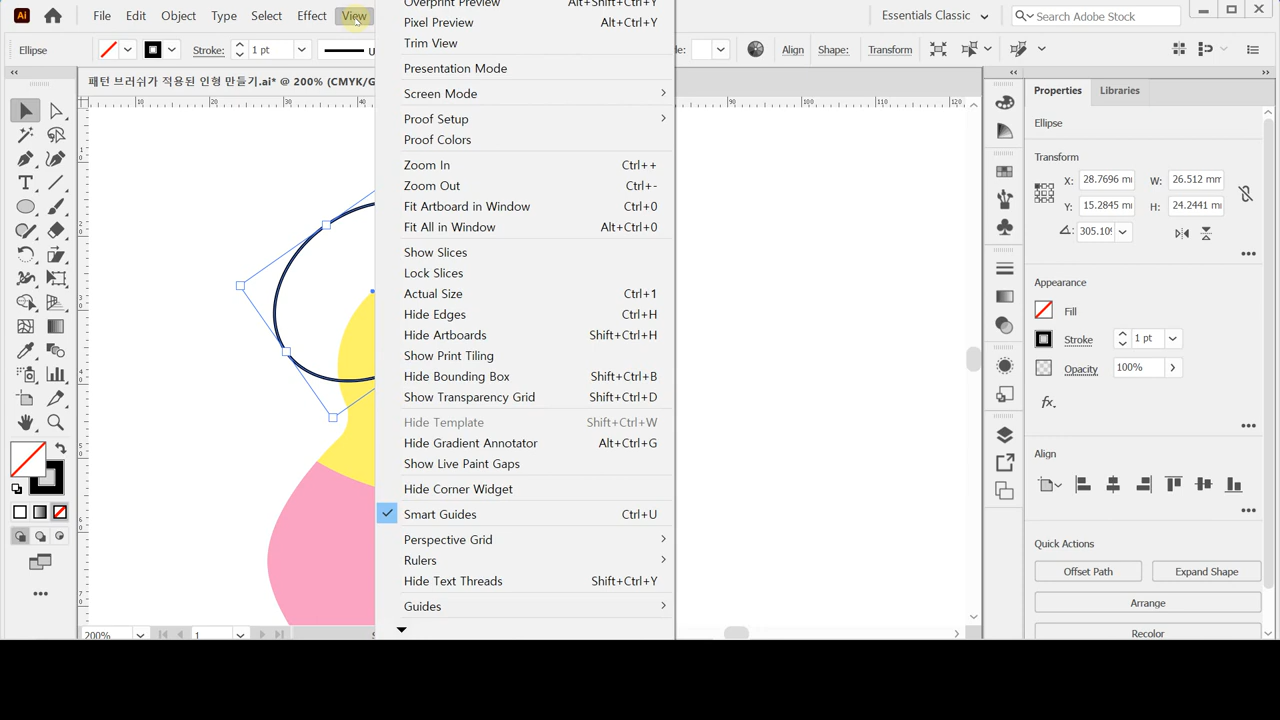 Ai File Edit Object Type Select Effect View Essentials Classic Search Adobe Stock
Ellipse Stroke: 1 pt Align Shape: Transform
패턴 브러쉬가 적용된 인형 만들기.ai* @ 200% (CMYK/G
10 20 30 40 90 100 110 120
Overprint Preview Alt+Shift+Ctrl+Y
Pixel Preview Alt+Ctrl+Y
Trim View
Presentation Mode
Screen Mode
Proof Setup
Proof Colors
Zoom In Ctrl++
Zoom Out Ctrl+-
Fit Artboard in Window Ctrl+0
Fit All in Window Alt+Ctrl+0
Show Slices
Lock Slices
Actual Size Ctrl+1
Hide Edges Ctrl+H
Hide Artboards Shift+Ctrl+H
Show Print Tiling
Hide Bounding Box Shift+Ctrl+B
Show Transparency Grid Shift+Ctrl+D
Hide Template Shift+Ctrl+W
Hide Gradient Annotator Alt+Ctrl+G
Show Live Paint Gaps
Hide Corner Widget
Smart Guides Ctrl+U
Perspective Grid
Rulers
Hide Text Threads Shift+Ctrl+Y
Guides
200% 1
Properties Libraries
Ellipse
Transform
X: 28.7696 W: 26.512 mm
Y: 15.2845 H: 24.2441
305.10°
Appearance
Fill
Stroke 1 pt
Opacity 100%
fx.
Align
Quick Actions
Offset Path Expand Shape
Arrange
Recolor